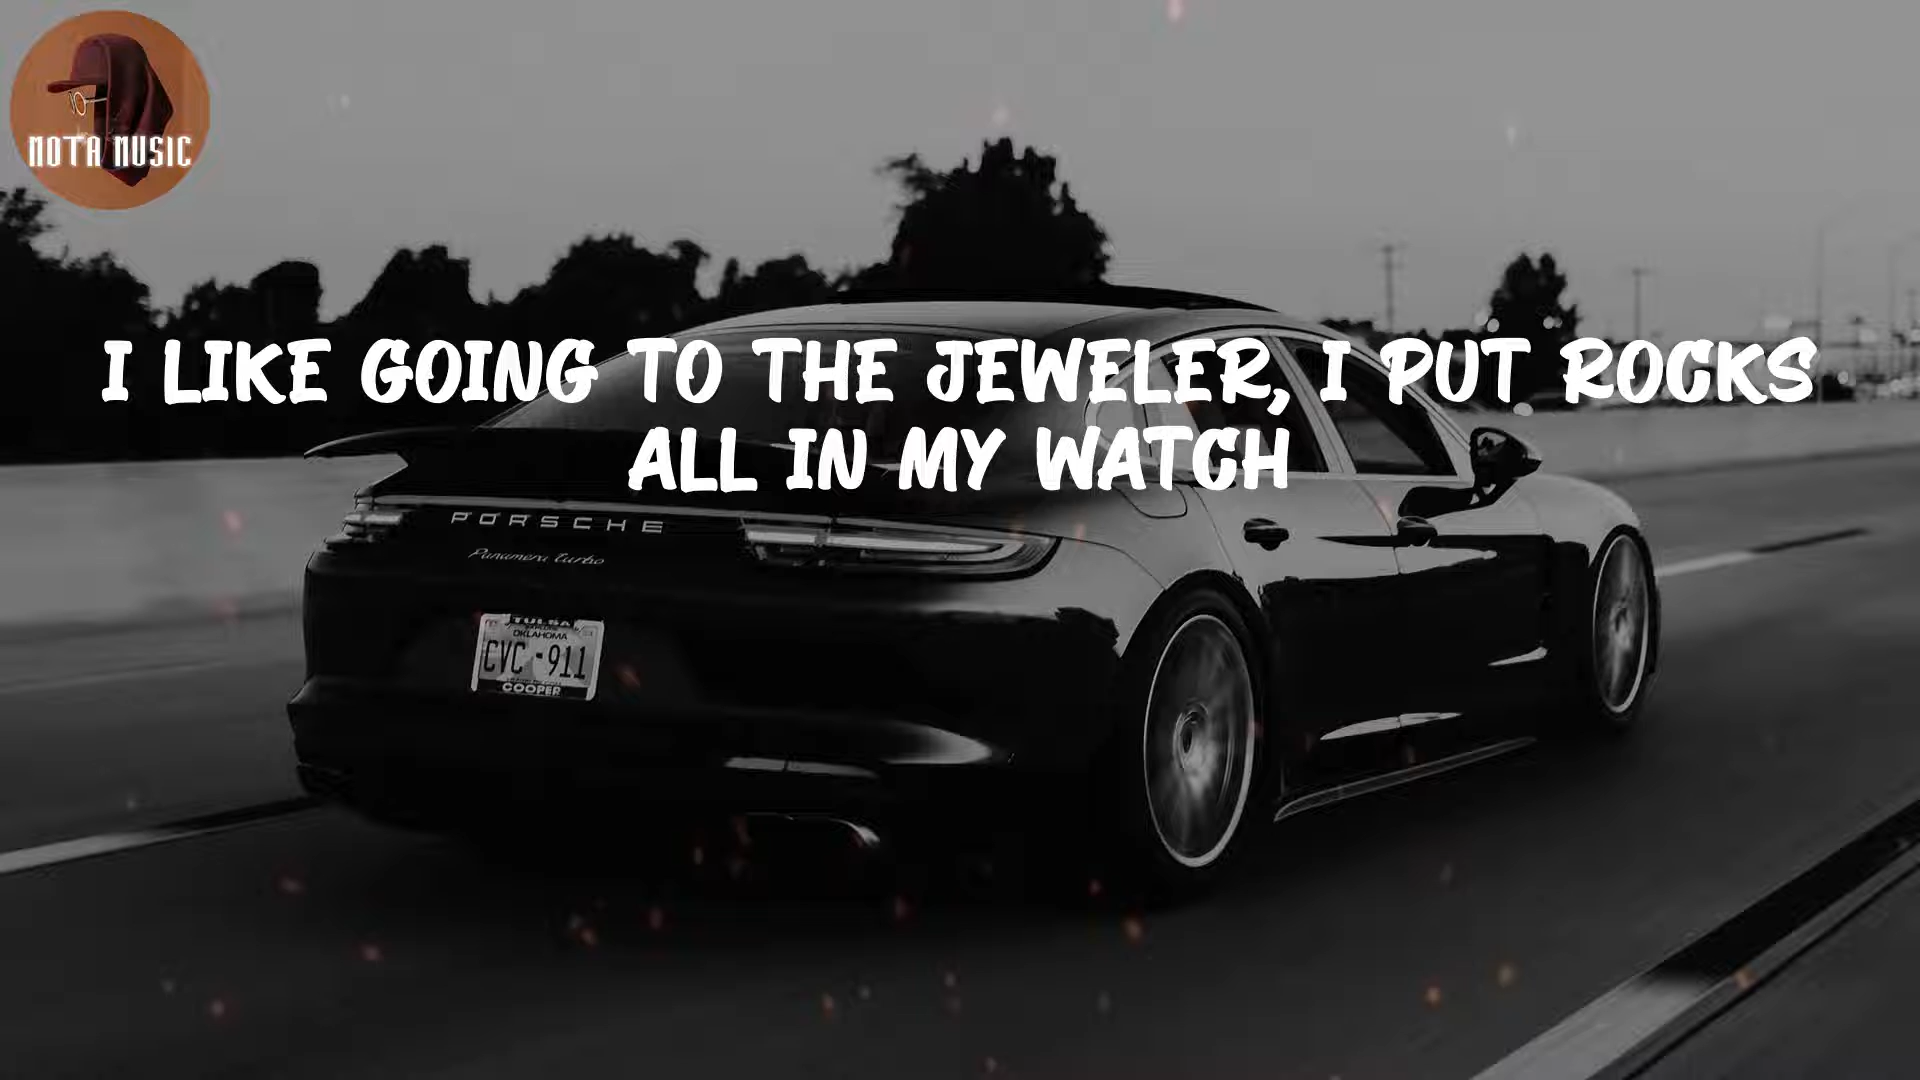 MOTA MUSIC
I LIKE GOING TO THE JEWELER, I PUT ROCKS
ALL IN MY WATCH
PORSCHE
Panamera turbo
TULSA
OKLAHOMA
CVC-911
COOPER